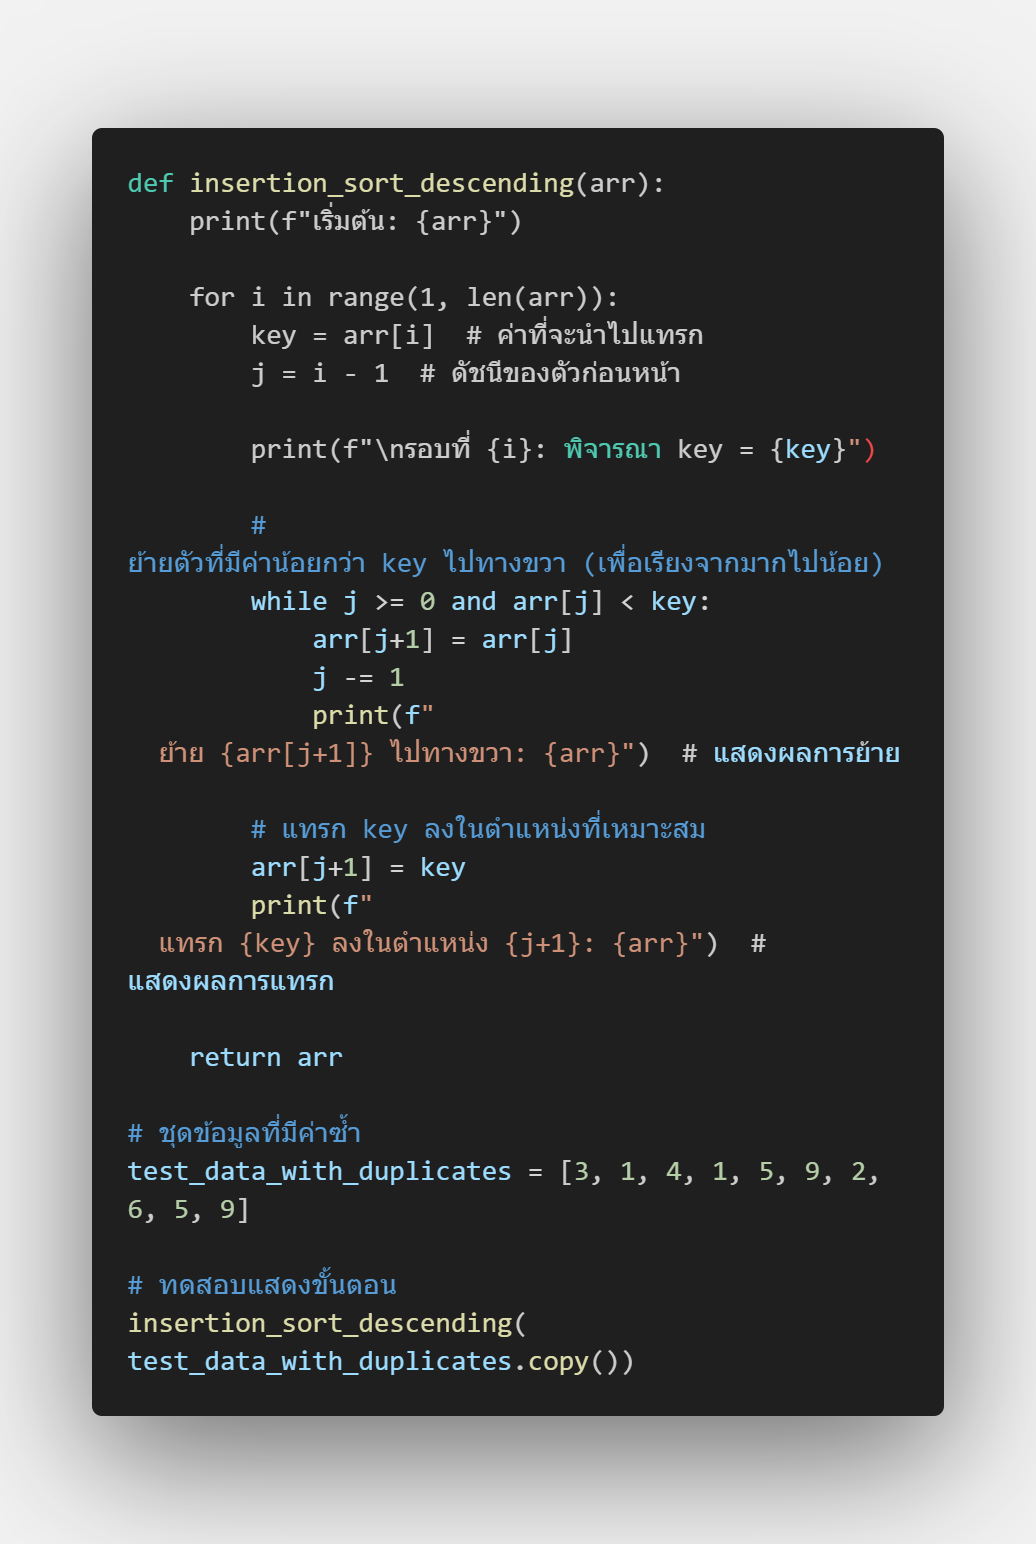 def insertion_sort_descending(arr):
    print(f"เริ่มต้น: {arr}")

    for i in range(1, len(arr)):
        key = arr[i]  # ค่าที่จะนำไปแทรก
        j = i - 1  # ดัชนีของตัวก่อนหน้า

        print(f"\nรอบที่ {i}: พิจารณา key = {key}")

        #
ย้ายตัวที่มีค่าน้อยกว่า key ไปทางขวา (เพื่อเรียงจากมากไปน้อย)
        while j >= 0 and arr[j] < key:
            arr[j+1] = arr[j]
            j -= 1
            print(f"
  ย้าย {arr[j+1]} ไปทางขวา: {arr}")  # แสดงผลการย้าย

        # แทรก key ลงในตำแหน่งที่เหมาะสม
        arr[j+1] = key
        print(f"
  แทรก {key} ลงในตำแหน่ง {j+1}: {arr}")  #
แสดงผลการแทรก

    return arr

# ชุดข้อมูลที่มีค่าซ้ำ
test_data_with_duplicates = [3, 1, 4, 1, 5, 9, 2,
6, 5, 9]

# ทดสอบแสดงขั้นตอน
insertion_sort_descending(
test_data_with_duplicates.copy())